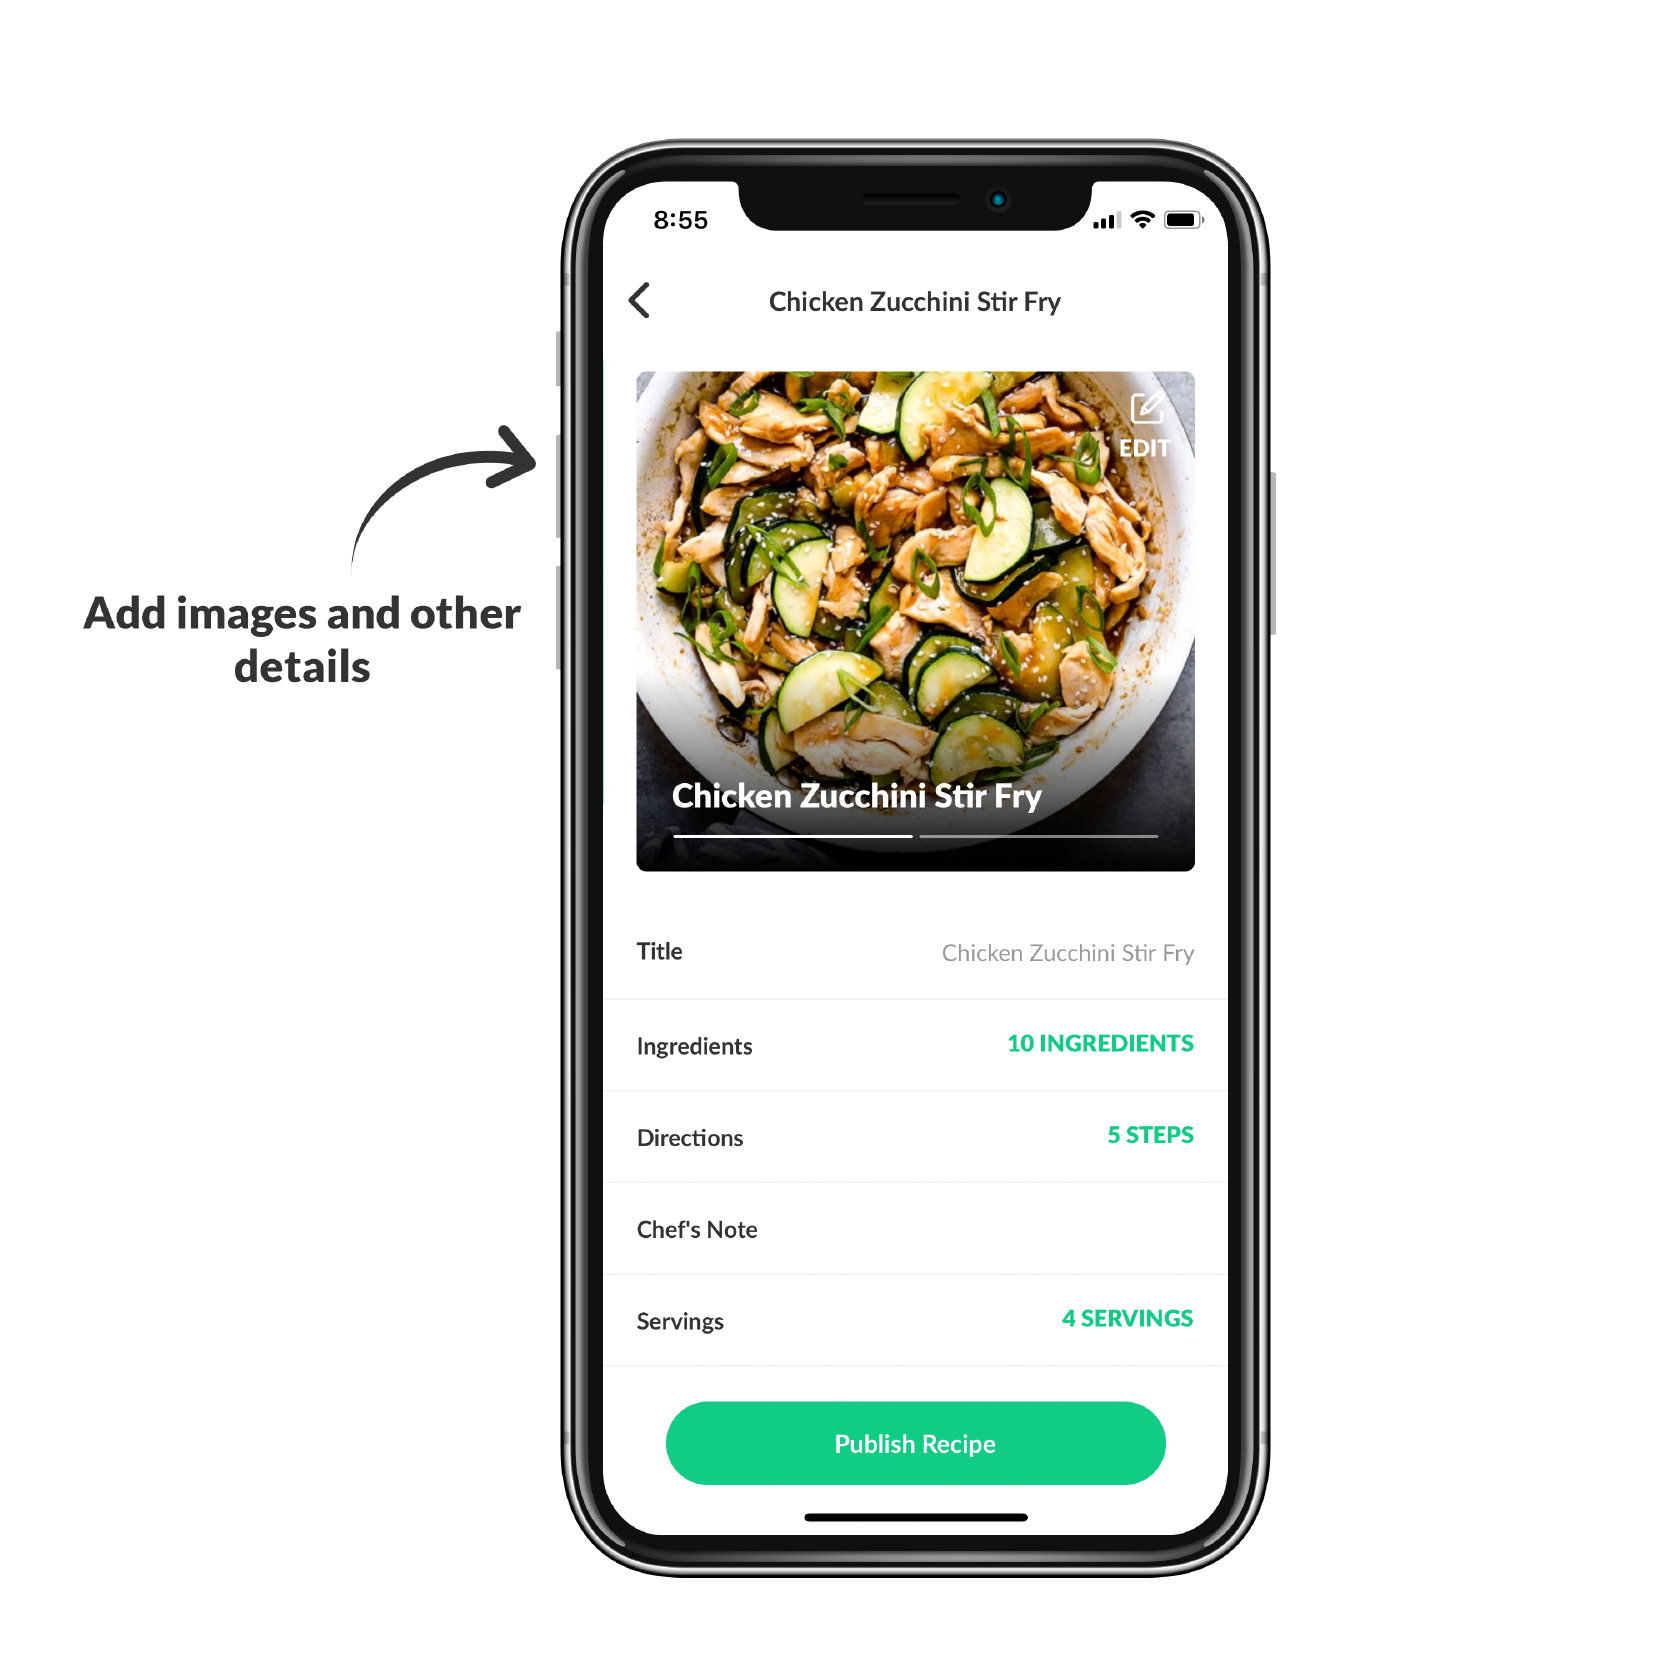 8:55
Chicken Zucchini Stir Fry
EDIT
Add images and other
details
Chicken Zucchini Stir Fry
Title
Chicken Zucchini Stir Fry
Ingredients
10 INGREDIENTS
Directions
5 STEPS
Chef's Note
Servings
4 SERVINGS
Publish Recipe